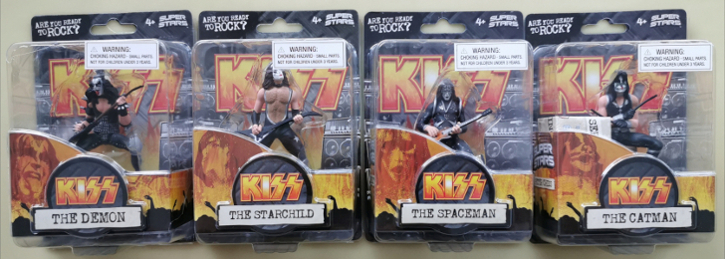 ARE YOU READY
TO ROCK?
4+
SUPER
STARS
WARNING:
CHOKING HAZARD - SMALL PARTS
NOT FOR CHILDREN UNDER 3 YEARS.
KISS
KISS
THE DEMON
ARE YOU READY
TO ROCK?
4+
SUPER
STARS
WARNING:
CHOKING HAZARD - SMALL PARTS
NOT FOR CHILDREN UNDER 3 YEARS.
KISS
KISS
THE STARCHILD
ARE YOU READY
TO ROCK?
4+
SUPER
STARS
WARNING:
CHOKING HAZARD - SMALL PARTS
NOT FOR CHILDREN UNDER 3 YEARS.
KISS
KISS
THE SPACEMAN
ARE YOU READY
TO ROCK?
4+
SUPER
STARS
WARNING:
CHOKING HAZARD - SMALL PARTS
NOT FOR CHILDREN UNDER 3 YEARS.
KISS
SUPER
STARS
KISS
THE CATMAN